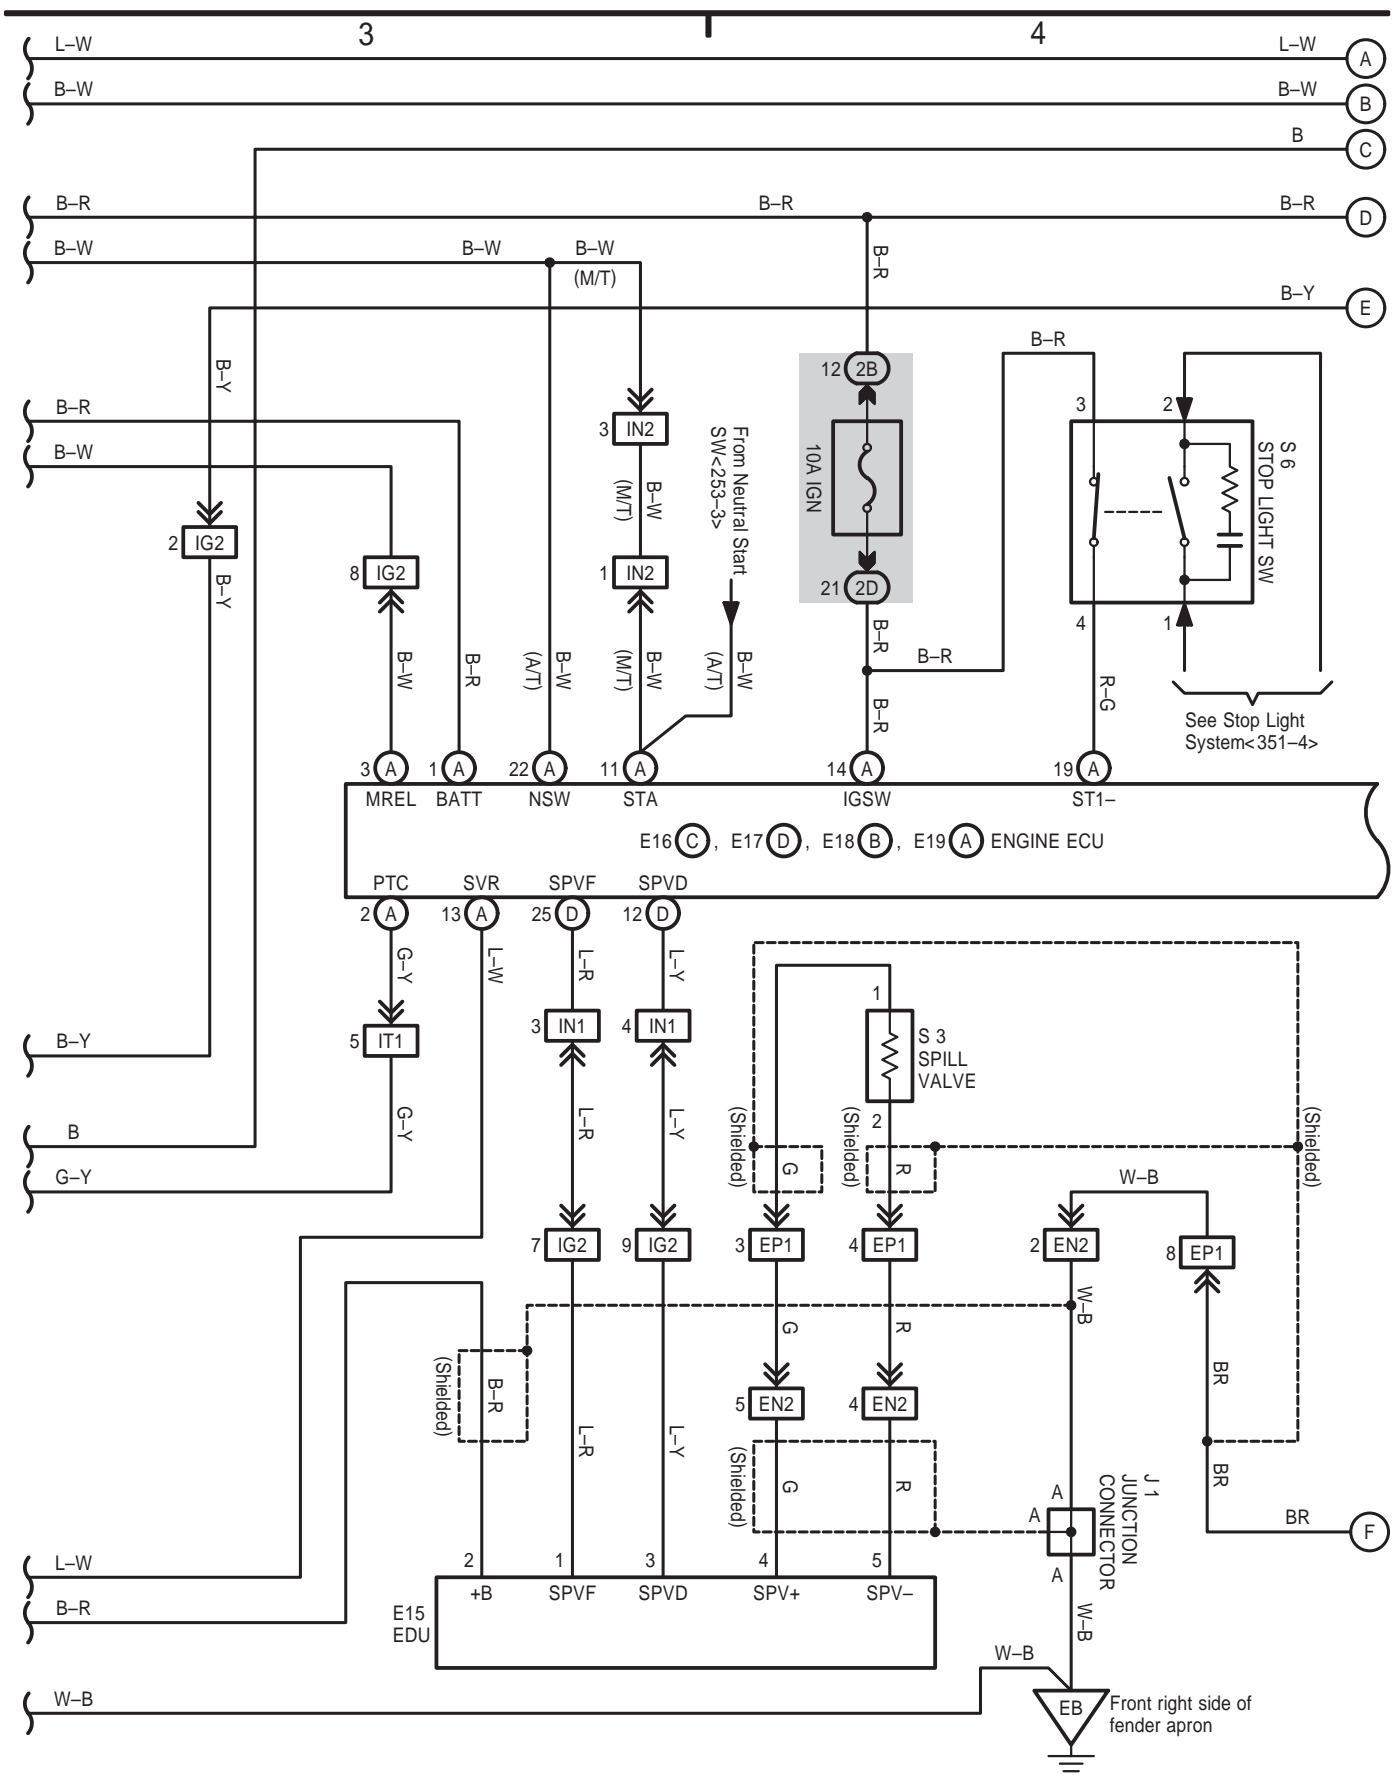 3 4
L–W L–W A
B–W B–W B
B C
B–R B–R B–R D
B–W B–W B–W
(M/T)
B–R
B–Y E
B–R
B–Y
12 2B
3 2
B–R
B–W
3 IN2
From Neutral Start
SW<253–3>
10A IGN
S 6
STOP LIGHT SW
B–W
(M/T)
2 IG2
8 IG2
1 IN2
21 2D
B–Y
4 1
B–W
B–R
B–W
(A/T)
B–W
(M/T)
B–W
(A/T)
B–R
B–R
B–R
R–G
See Stop Light
System<351–4>
3 A 1 A 22 A 11 A 14 A 19 A
MREL BATT NSW STA IGSW ST1–
E16 C , E17 D , E18 B , E19 A ENGINE ECU
PTC SVR SPVF SPVD
2 A 13 A 25 D 12 D
G–Y
L–W
L–R
L–Y
1
5 IT1
3 IN1
4 IN1
S 3
SPILL
VALVE
B–Y
2
G–Y
L–R
L–Y
(Shielded)
G
(Shielded)
R
(Shielded)
B
G–Y
W–B
7 IG2
9 IG2
3 EP1
4 EP1
2 EN2
8 EP1
W–B
G
R
(Shielded)
B–R
BR
5 EN2
4 EN2
L–R
L–Y
(Shielded)
G
R
BR
A
A
A
J 1
JUNCTION
CONNECTOR
BR F
L–W
2 1 3 4 5
+B SPVF SPVD SPV+ SPV–
B–R
E15
EDU
W–B
W–B
W–B
EB
Front right side of
fender apron